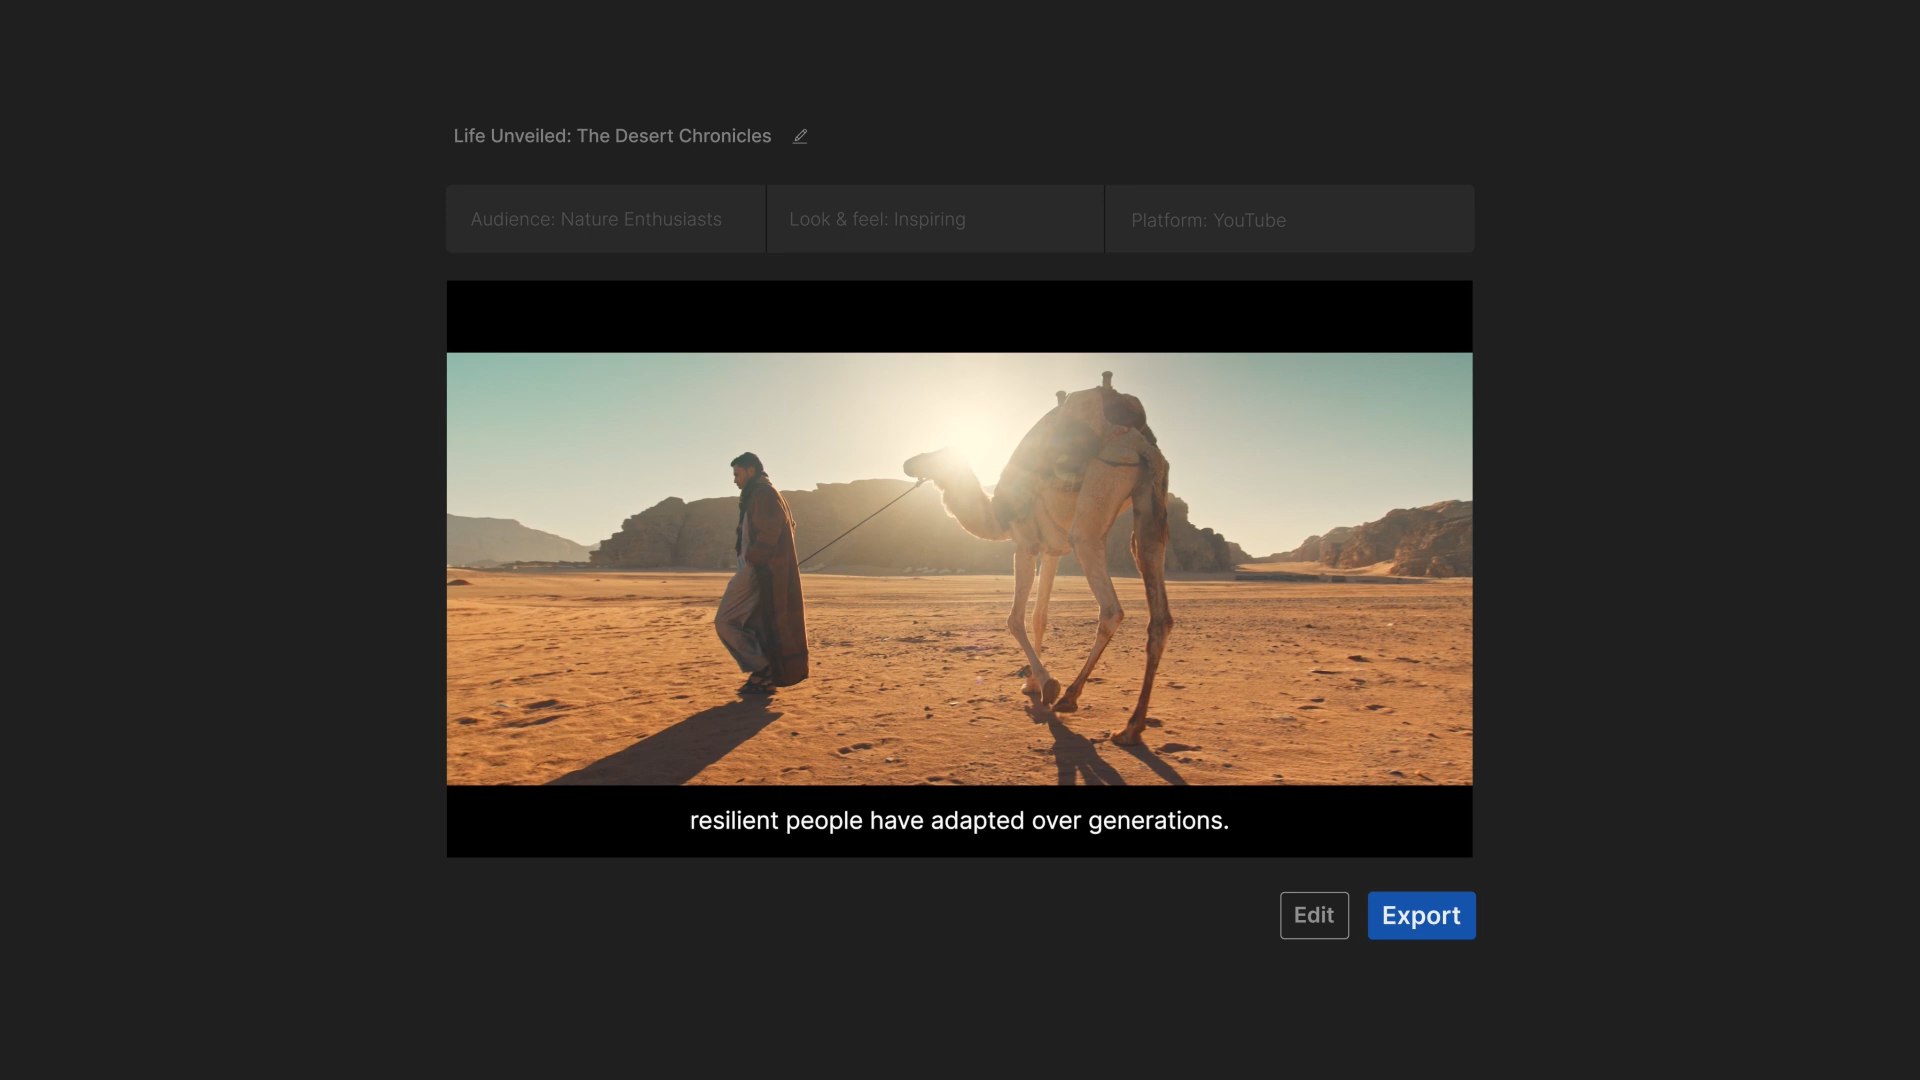 Life Unveiled: The Desert Chronicles
Audience: Nature Enthusiasts
Look & feel: Inspiring
Platform: YouTube
resilient people have adapted over generations.
Edit
Export